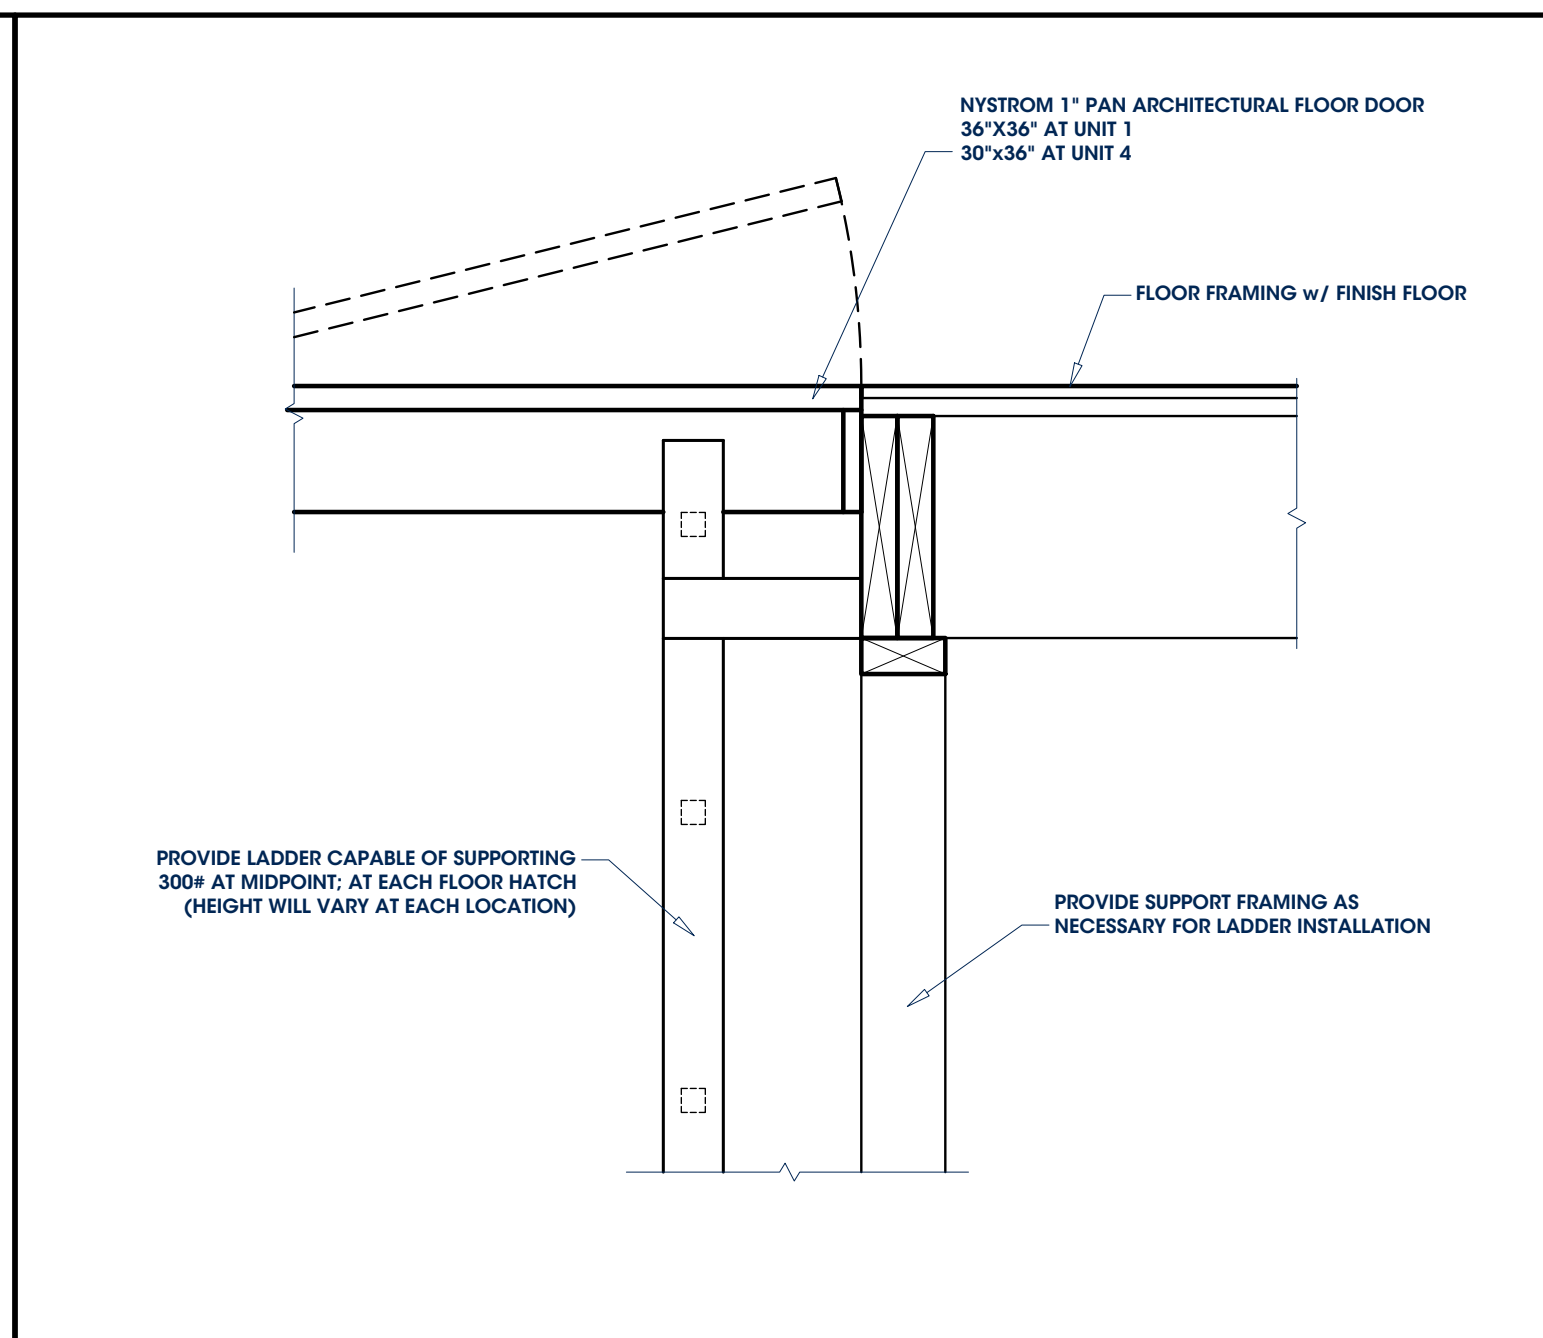 NYSTROM 1" PAN ARCHITECTURAL FLOOR DOOR
36"X36" AT UNIT 1
30"x36" AT UNIT 4
FLOOR FRAMING w/ FINISH FLOOR
PROVIDE LADDER CAPABLE OF SUPPORTING
300# AT MIDPOINT; AT EACH FLOOR HATCH
(HEIGHT WILL VARY AT EACH LOCATION)
PROVIDE SUPPORT FRAMING AS
NECESSARY FOR LADDER INSTALLATION